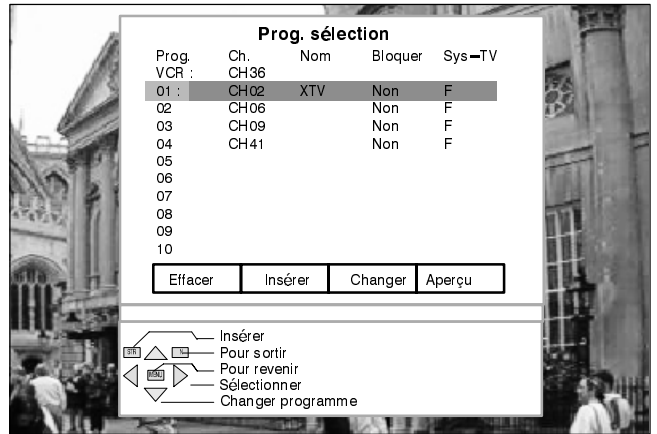 Prog. sélection
Prog. Ch. Nom Bloquer Sys-TV
VCR : CH36
01 : CH02 XTV Non F
02 CH06 Non F
03 CH09 Non F
04 CH41 Non F
05
06
07
08
09
10
Effacer Insérer Changer Aperçu
Insérer
STR N Pour sortir
MENU Pour revenir
Sélectionner
Changer programme